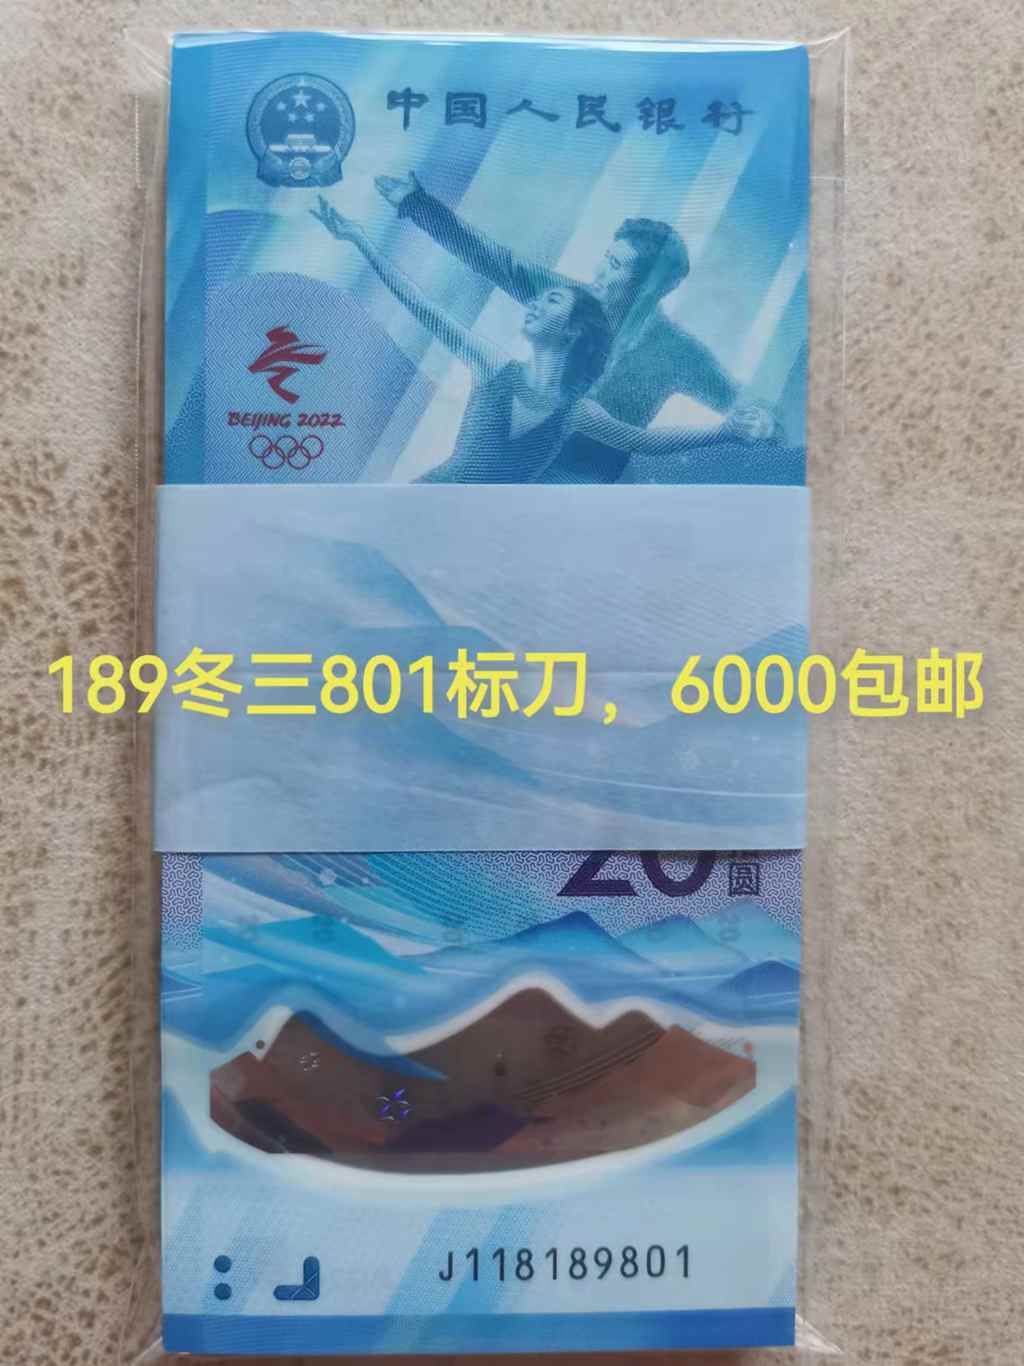 中国人民银行
BEIJING 2022
189冬三801标刀，6000包邮
20
圆
J118189801